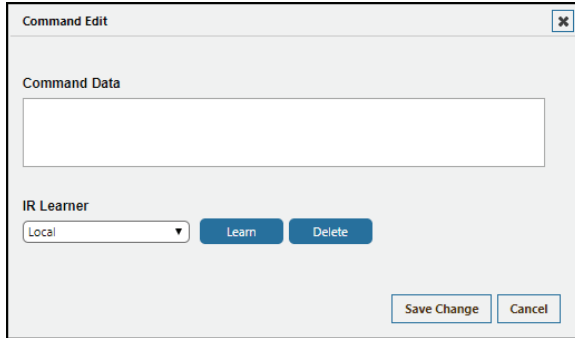 Command Edit
Command Data
IR Learner
Local
Learn
Delete
Save Change
Cancel